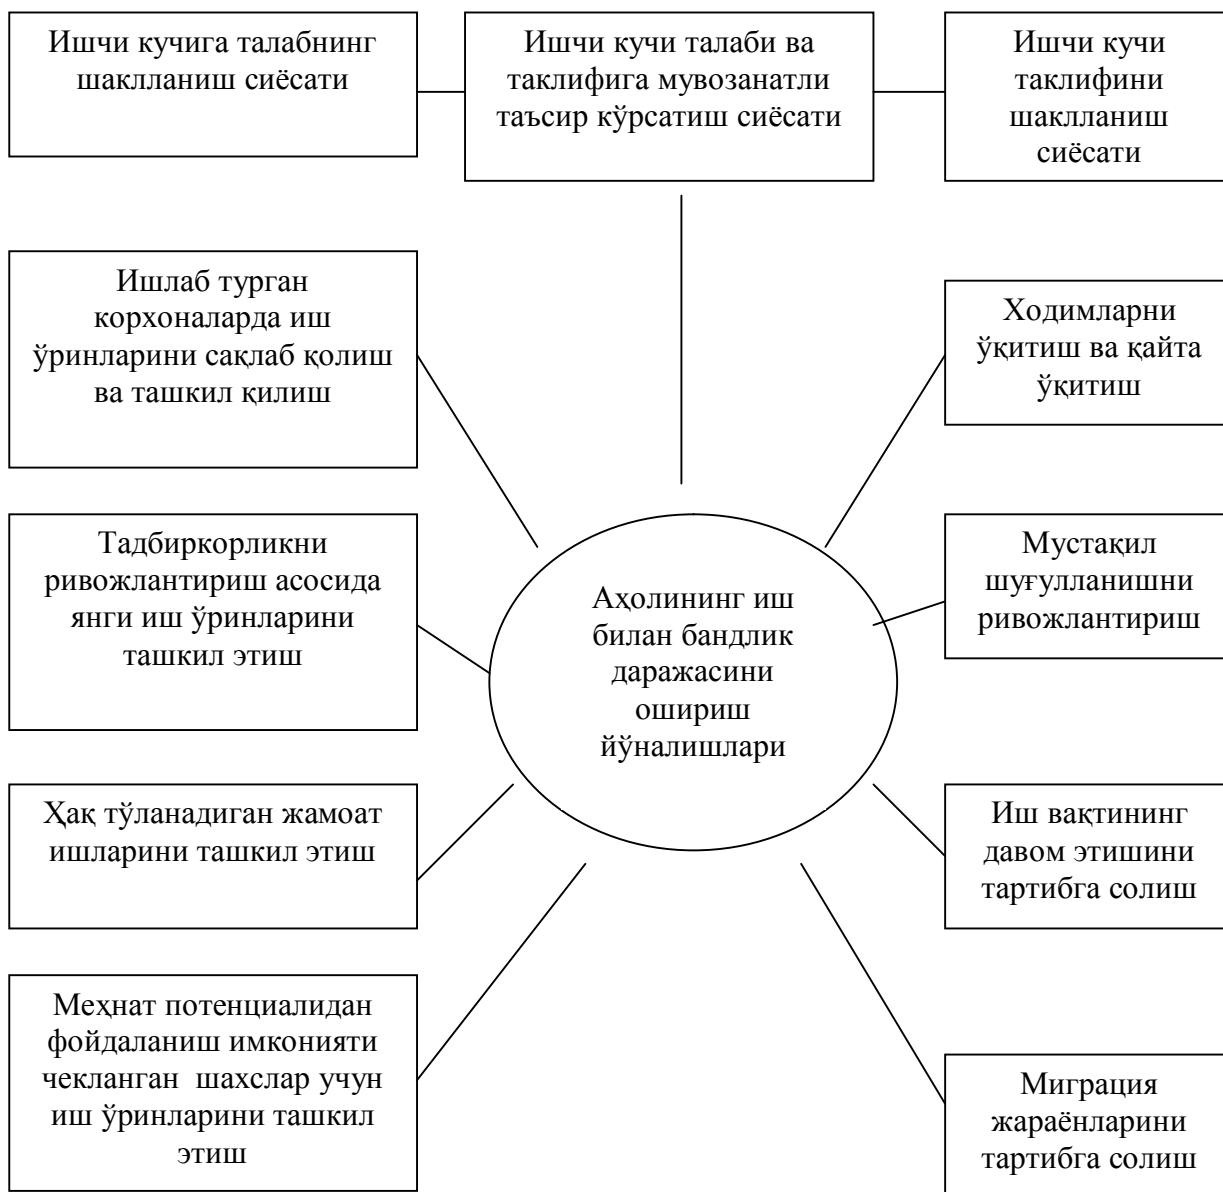 Ишчи кучига талабнинг
шаклланиш сиёсати
Ишчи кучи талаби ва
таклифига мувозанатли
таъсир кўрсатиш сиёсати
Ишчи кучи
таклифини
шаклланиш
сиёсати
Ишлаб турган
корхоналарда иш
ўринларини сақлаб қолиш
ва ташкил қилиш
Ходимларни
ўқитиш ва қайта
ўқитиш
Тадбиркорликни
ривожлантириш асосида
янги иш ўринларини
ташкил этиш
Аҳолининг иш
билан бандлик
даражасини
ошириш
йўналишлари
Мустақил
шуғулланишни
ривожлантириш
Ҳақ тўланадиган жамоат
ишларини ташкил этиш
Иш вақтининг
давом этишини
тартибга солиш
Меҳнат потенциалидан
фойдаланиш имконияти
чекланган  шахслар учун
иш ўринларини ташкил
этиш
Миграция
жараёнларини
тартибга солиш